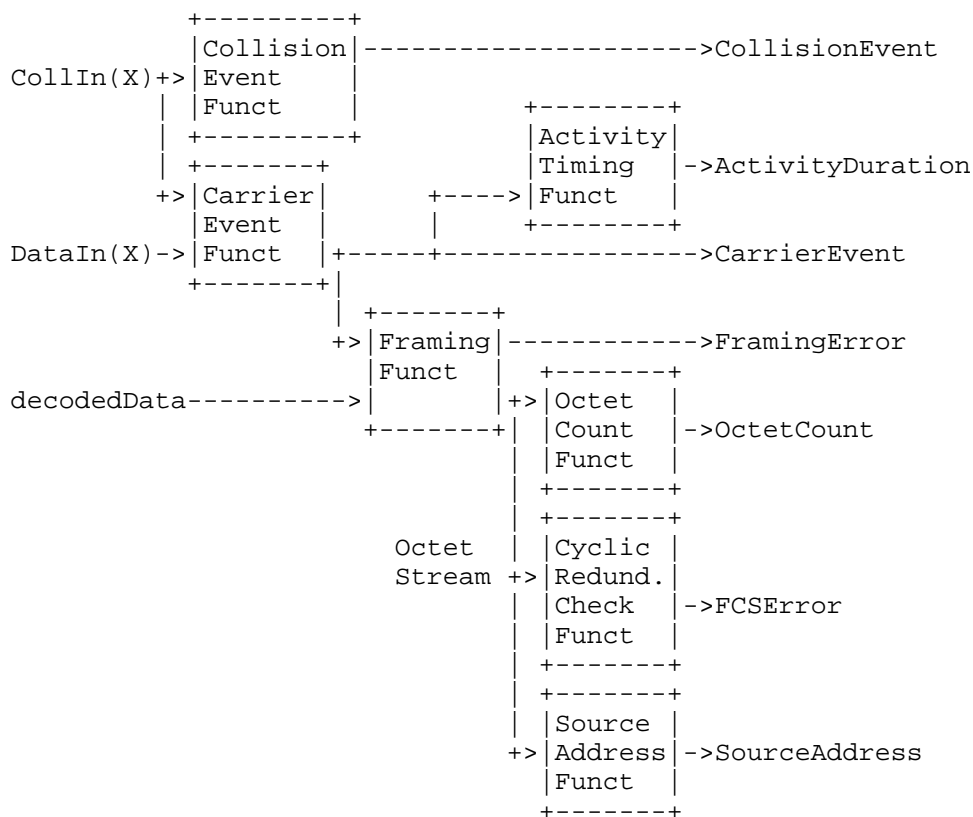 +---------+
|Collision|--------------------->CollisionEvent
CollIn(X)+>|Event    |
|  |Funct    |          +--------+
|  +---------+          |Activity|
|  +-------+            |Timing  |->ActivityDuration
+>|Carrier|      +---->|Funct   |
|Event  |      |     +--------+
DataIn(X)->|Funct  |+-----+---------------->CarrierEvent
+-------+|
|  +-------+
+>|Framing|------------>FramingError
|Funct  |  +-------+
decodedData---------->|       |+>|Octet  |
+-------+| |Count  |->OctetCount
| |Funct  |
| +-------+
| +-------+
Octet  | |Cyclic |
Stream +>|Redund.|
| |Check  |->FCSError
| |Funct  |
| +-------+
| +-------+
| |Source |
+>|Address|->SourceAddress
|Funct  |
+-------+